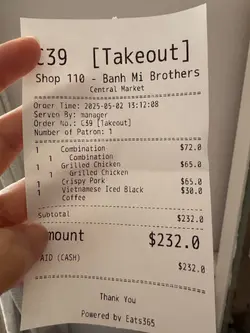 C39 [Takeout]
Shop 110 - Banh Mi Brothers
Central Market
Order Time: 2025-05-02 13:12:08
Served By: manager
Order No.: C39 [Takeout]
Number of Patron: 1
1 Combination $72.0
1 Combination
1 Grilled Chicken $65.0
1 Grilled Chicken
1 Crispy Pork $65.0
1 Vietnamese Iced Black $30.0
Coffee
Subtotal $232.0
Amount $232.0
PAID (CASH) $232.0
Thank You
Powered by Eats365